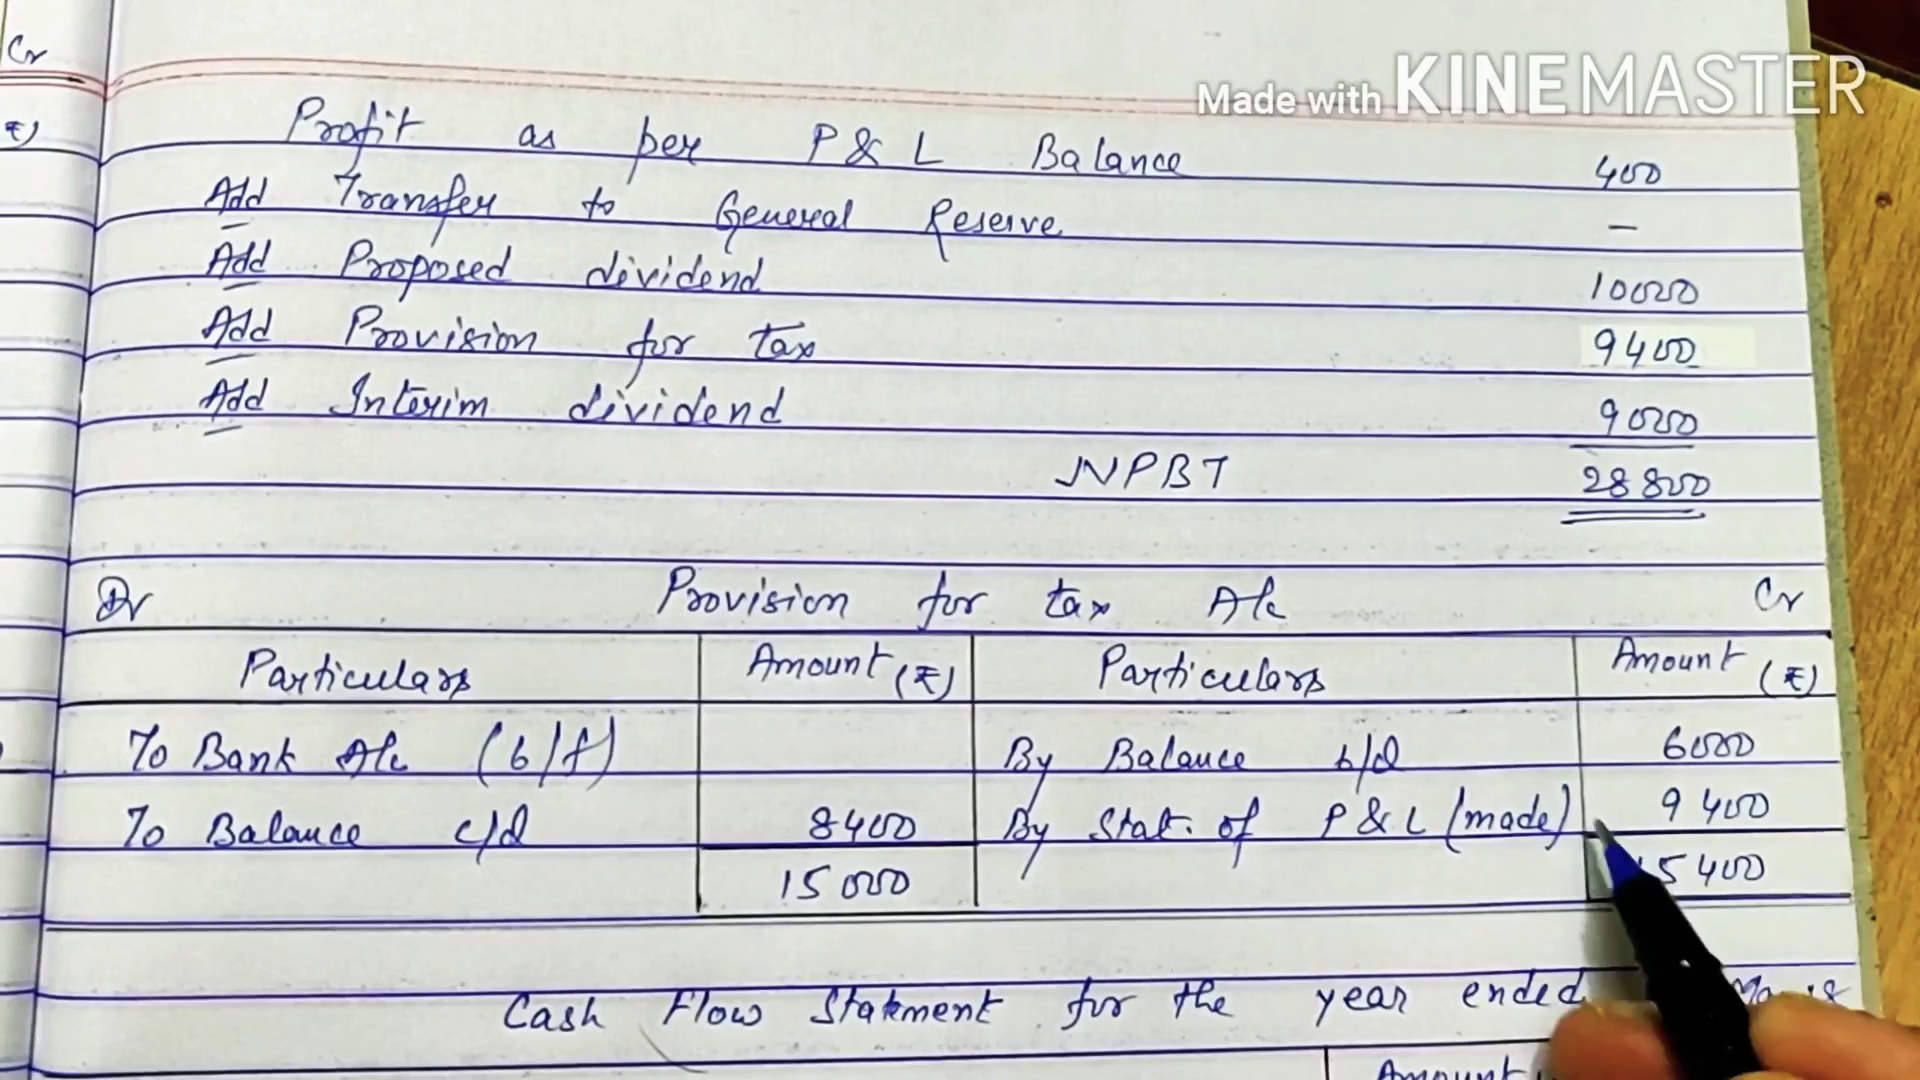 Cr
Made with KINEMASTER
₹)
Profit as per P & L Balance 400
Add Transfer to General Reserve —
Add Proposed dividend 10000
Add Provision for tax 9400
Add Interim dividend 9000
NPBT 28800
Dr Provision for tax A/c Cr
Particulars Amount (₹) Particulars Amount (₹)
To Bank A/c (b/f) By Balance b/d 6000
To Balance c/d 8400 By Stat. of P & L (made) 9400
15000 5400
Cash Flow Statement for the year ended
Amount